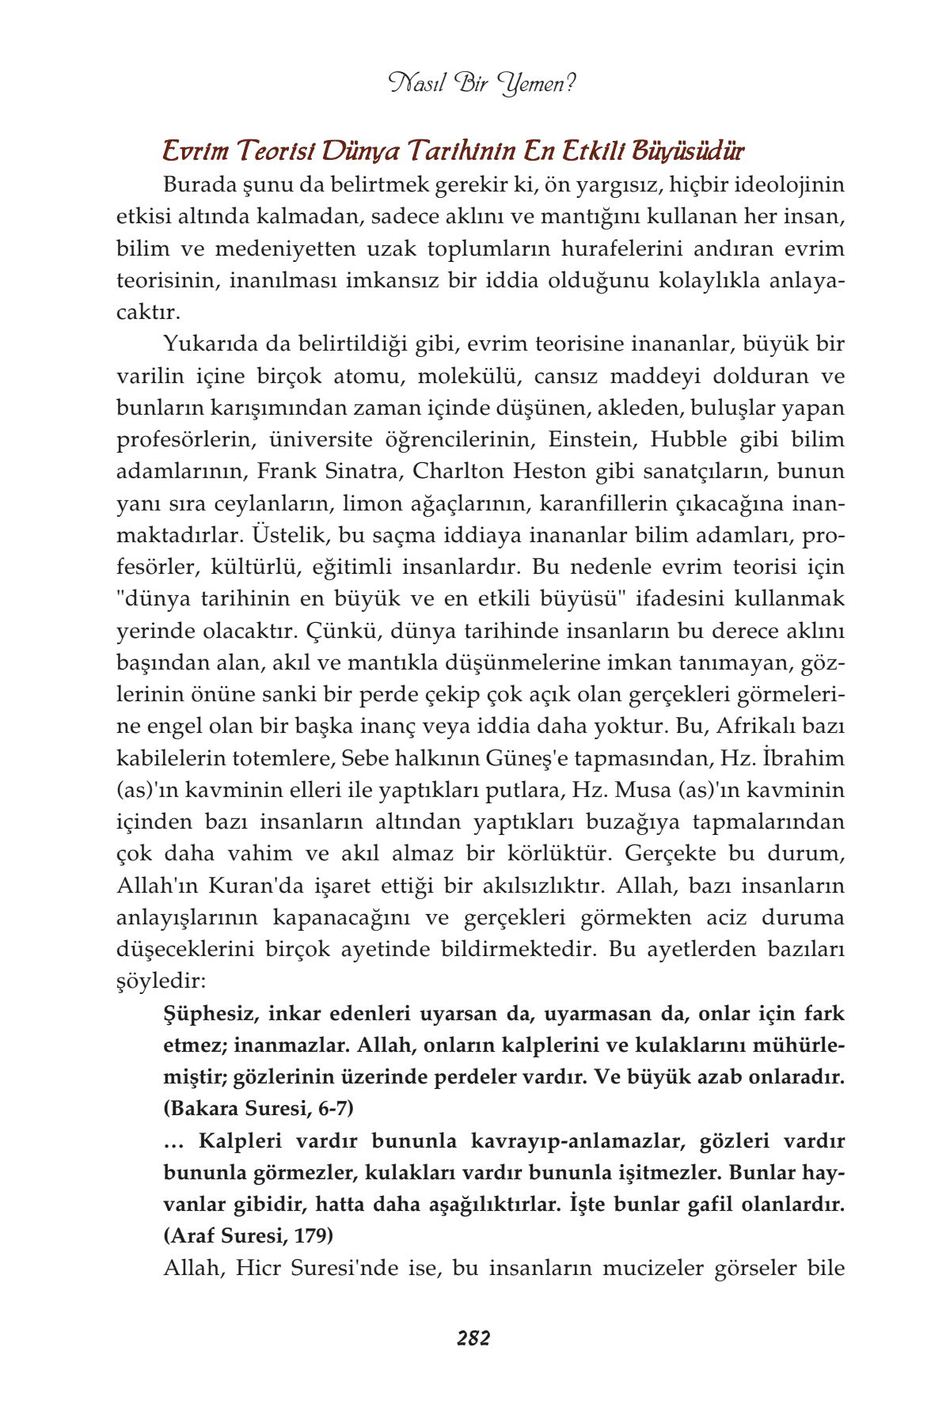 Nasıl Bir Yemen?
Evrim Teorisi Dünya Tarihinin En Etkili Büyüsüdür
Burada şunu da belirtmek gerekir ki, ön yargısız, hiçbir ideolojinin
etkisi altında kalmadan, sadece aklını ve mantığını kullanan her insan,
bilim ve medeniyetten uzak toplumların hurafelerini andıran evrim
teorisinin, inanılması imkansız bir iddia olduğunu kolaylıkla anlaya-
caktır.
Yukarıda da belirtildiği gibi, evrim teorisine inananlar, büyük bir
varilin içine birçok atomu, molekülü, cansız maddeyi dolduran ve
bunların karışımından zaman içinde düşünen, akleden, buluşlar yapan
profesörlerin, üniversite öğrencilerinin, Einstein, Hubble gibi bilim
adamlarının, Frank Sinatra, Charlton Heston gibi sanatçıların, bunun
yanı sıra ceylanların, limon ağaçlarının, karanfillerin çıkacağına inan-
maktadırlar. Üstelik, bu saçma iddiaya inananlar bilim adamları, pro-
fesörler, kültürlü, eğitimli insanlardır. Bu nedenle evrim teorisi için
"dünya tarihinin en büyük ve en etkili büyüsü" ifadesini kullanmak
yerinde olacaktır. Çünkü, dünya tarihinde insanların bu derece aklını
başından alan, akıl ve mantıkla düşünmelerine imkan tanımayan, göz-
lerinin önüne sanki bir perde çekip çok açık olan gerçekleri görmeleri-
ne engel olan bir başka inanç veya iddia daha yoktur. Bu, Afrikalı bazı
kabilelerin totemlere, Sebe halkının Güneş'e tapmasından, Hz. İbrahim
(as)'ın kavminin elleri ile yaptıkları putlara, Hz. Musa (as)'ın kavminin
içinden bazı insanların altından yaptıkları buzağıya tapmalarından
çok daha vahim ve akıl almaz bir körlüktür. Gerçekte bu durum,
Allah'ın Kuran'da işaret ettiği bir akılsızlıktır. Allah, bazı insanların
anlayışlarının kapanacağını ve gerçekleri görmekten aciz duruma
düşeceklerini birçok ayetinde bildirmektedir. Bu ayetlerden bazıları
şöyledir:
Şüphesiz, inkar edenleri uyarsan da, uyarmasan da, onlar için fark
etmez; inanmazlar. Allah, onların kalplerini ve kulaklarını mühürle-
miştir; gözlerinin üzerinde perdeler vardır. Ve büyük azab onlaradır.
(Bakara Suresi, 6-7)
… Kalpleri vardır bununla kavrayıp-anlamazlar, gözleri vardır
bununla görmezler, kulakları vardır bununla işitmezler. Bunlar hay-
vanlar gibidir, hatta daha aşağılıktırlar. İşte bunlar gafil olanlardır.
(Araf Suresi, 179)
Allah, Hicr Suresi'nde ise, bu insanların mucizeler görseler bile
282